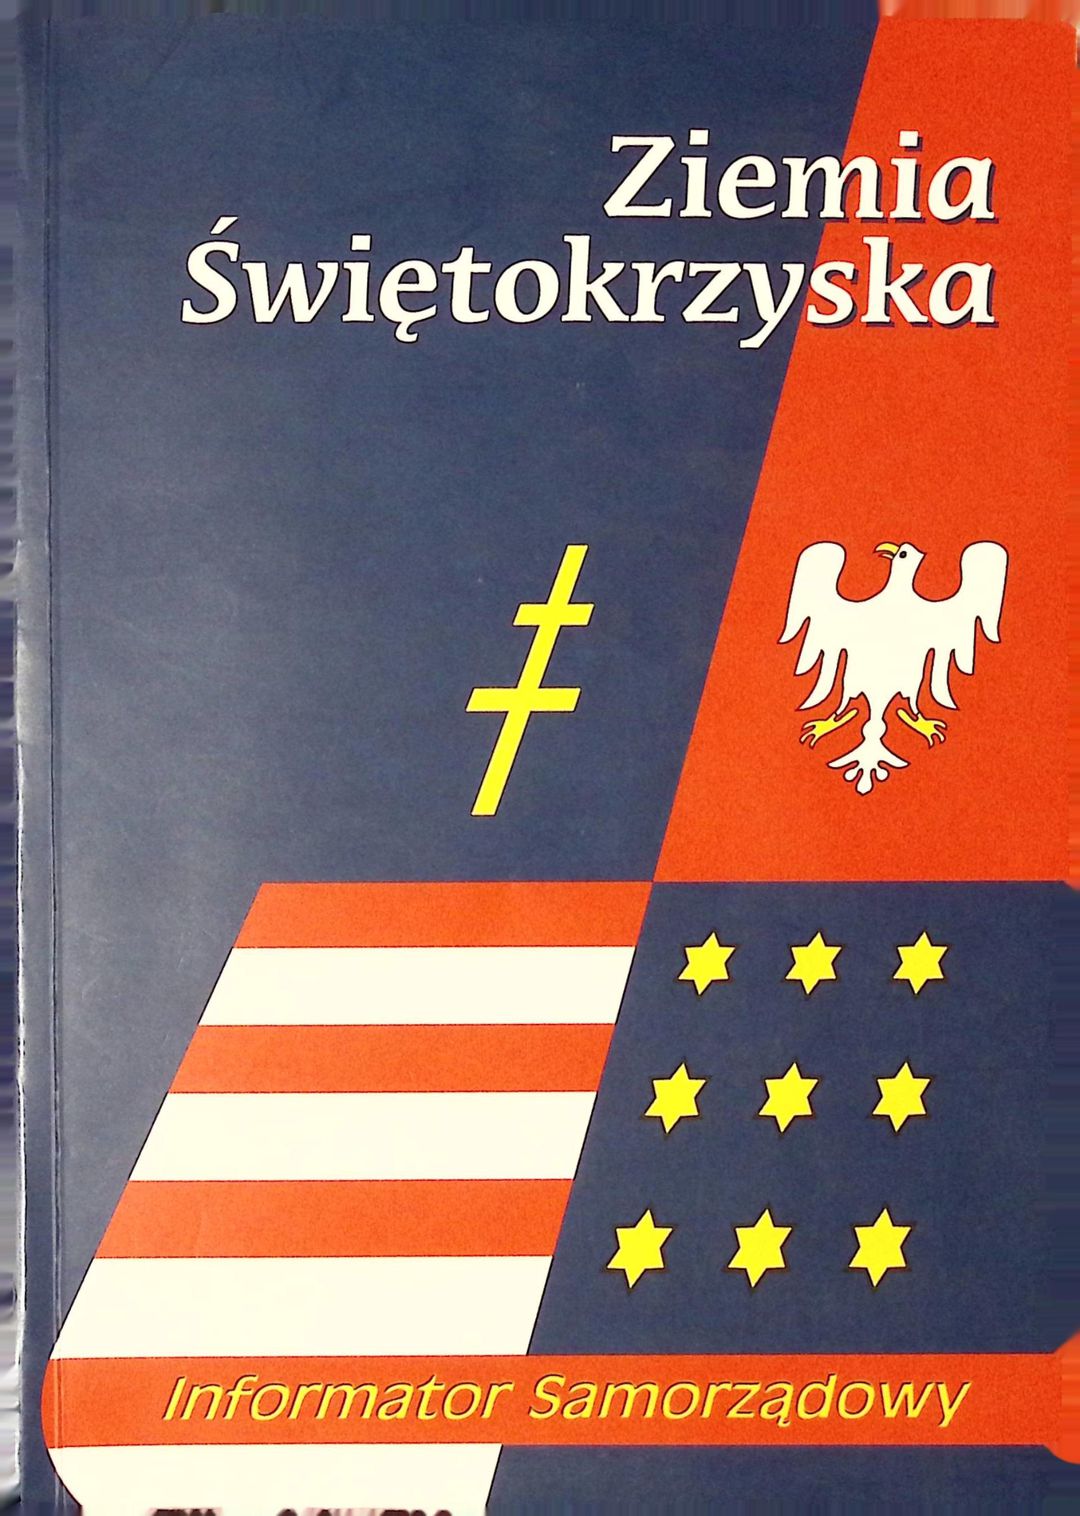 Ziemia
Świętokrzyska
Informator Samorządowy